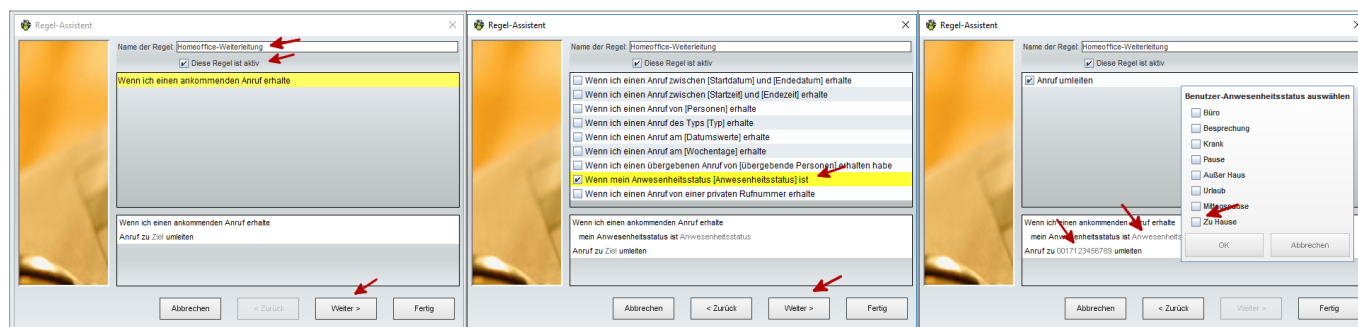 Regel-Assistent
Name der Regel: Homeoffice-Weiterleitung
Diese Regel ist aktiv
Wenn ich einen ankommenden Anruf erhalte
Wenn ich einen ankommenden Anruf erhalte
Anruf zu Ziel umleiten
Abbrechen
< Zurück
Weiter >
Fertig
Regel-Assistent
Name der Regel: Homeoffice-Weiterleitung
Diese Regel ist aktiv
Wenn ich einen Anruf zwischen [Startdatum] und [Endedatum] erhalte
Wenn ich einen Anruf zwischen [Startzeit] und [Endezeit] erhalte
Wenn ich einen Anruf von [Personen] erhalte
Wenn ich einen Anruf des Typs [Typ] erhalte
Wenn ich einen Anruf am [Datumswerte] erhalte
Wenn ich einen Anruf am [Wochentage] erhalte
Wenn ich einen übergebenen Anruf von [übergebende Personen] erhalten habe
Wenn mein Anwesenheitsstatus [Anwesenheitsstatus] ist
Wenn ich einen Anruf von einer privaten Rufnummer erhalte
Wenn ich einen ankommenden Anruf erhalte
mein Anwesenheitsstatus ist Anwesenheitsstatus
Anruf zu Ziel umleiten
Abbrechen
< Zurück
Weiter >
Fertig
Regel-Assistent
Name der Regel: Homeoffice-Weiterleitung
Diese Regel ist aktiv
Anruf umleiten
Benutzer-Anwesenheitsstatus auswählen
Büro
Besprechung
Krank
Pause
Außer Haus
Urlaub
Mittagspause
Zu Hause
OK
Abbrechen
Wenn ich einen ankommenden Anruf erhalte
mein Anwesenheitsstatus ist Anwesenheits
Anruf zu 0017123456789 umleiten
Abbrechen
< Zurück
Weiter >
Fertig